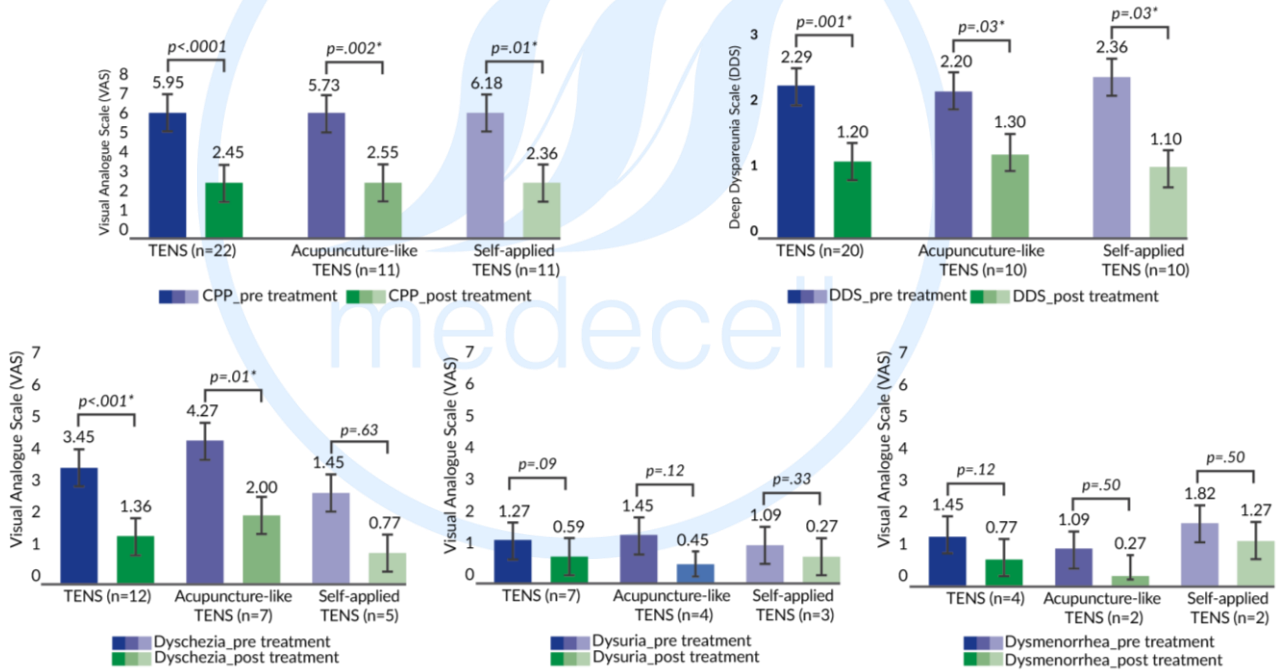 p<.0001
p=.002*
p=.01*
Visual Analogue Scale (VAS)
8
7
6
5
4
3
2
1
0
5.95
2.45
5.73
2.55
6.18
2.36
TENS (n=22)
Acupuncuture-like
TENS (n=11)
Self-applied
TENS (n=11)
CPP_pre treatment
CPP_post treatment
p=.001*
p=.03*
p=.03*
Deep Dyspareunia Scale (DDS)
3
2
1
0
2.29
1.20
2.20
1.30
2.36
1.10
TENS (n=20)
Acupuncuture-like
TENS (n=10)
Self-applied
TENS (n=10)
DDS_pre treatment
DDS_post treatment
medecell
Visual Analogue Scale (VAS)
7
6
5
4
3
2
1
0
p<.001*
p=.01*
p=.63
3.45
1.36
4.27
2.00
1.45
0.77
TENS (n=12)
Acupuncture-like
TENS (n=7)
Self-applied
TENS (n=5)
Dyschezia_pre treatment
Dyschezia_post treatment
Visual Analogue Scale (VAS)
7
6
5
4
3
2
1
0
p=.09
p=.12
p=.33
1.27
0.59
1.45
0.45
1.09
0.27
TENS (n=7)
Acupuncture-like
TENS (n=4)
Self-applied
TENS (n=3)
Dysuria_pre treatment
Dysuria_post treatment
Visual Analogue Scale (VAS)
7
6
5
4
3
2
1
0
p=.12
p=.50
p=.50
1.45
0.77
1.09
0.27
1.82
1.27
TENS (n=4)
Acupuncture-like
TENS (n=2)
Self-applied
TENS (n=2)
Dysmenorrhea_pre treatment
Dysmenorrhea_post treatment